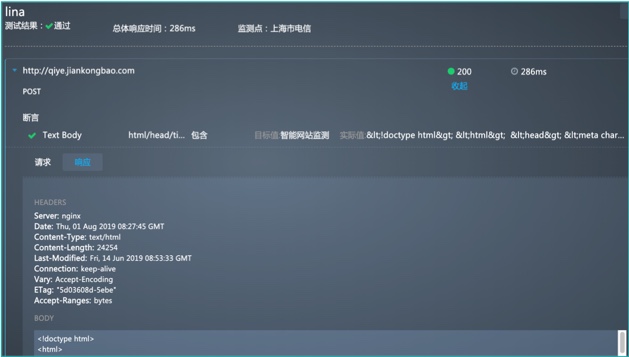 lina
测试结果：通过 总体响应时间：286ms 监测点：上海市电信
http://qiye.jiankongbao.com 200 286ms
收起
POST
断言
Text Body html/head/ti... 包含 目标值:智能网站监测 实际值:&lt;!doctype html&gt; &lt;html&gt; &lt;head&gt; &lt;meta char...
请求 响应
HEADERS
Server: nginx
Date: Thu, 01 Aug 2019 08:27:45 GMT
Content-Type: text/html
Content-Length: 24254
Last-Modified: Fri, 14 Jun 2019 08:53:33 GMT
Connection: keep-alive
Vary: Accept-Encoding
ETag: "5d03608d-5ebe"
Accept-Ranges: bytes
BODY
<!doctype html>
<html>